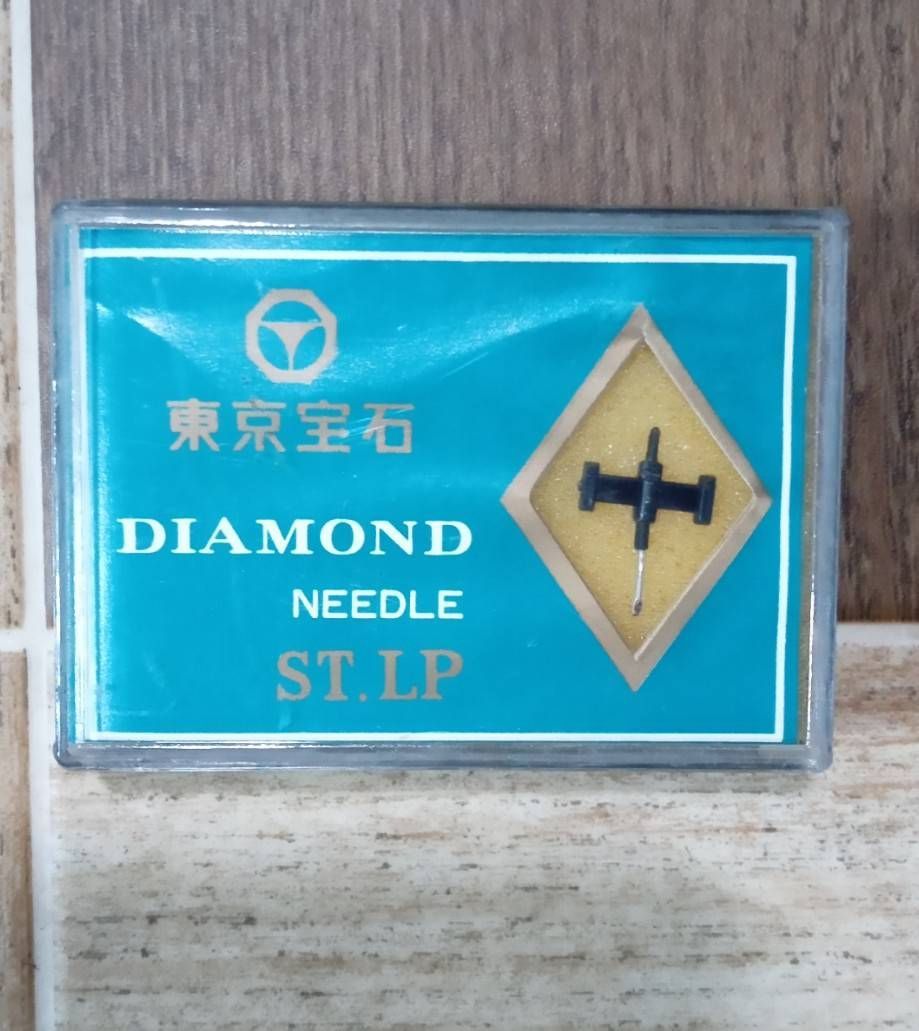 東京宝石
DIAMOND
NEEDLE
ST.LP